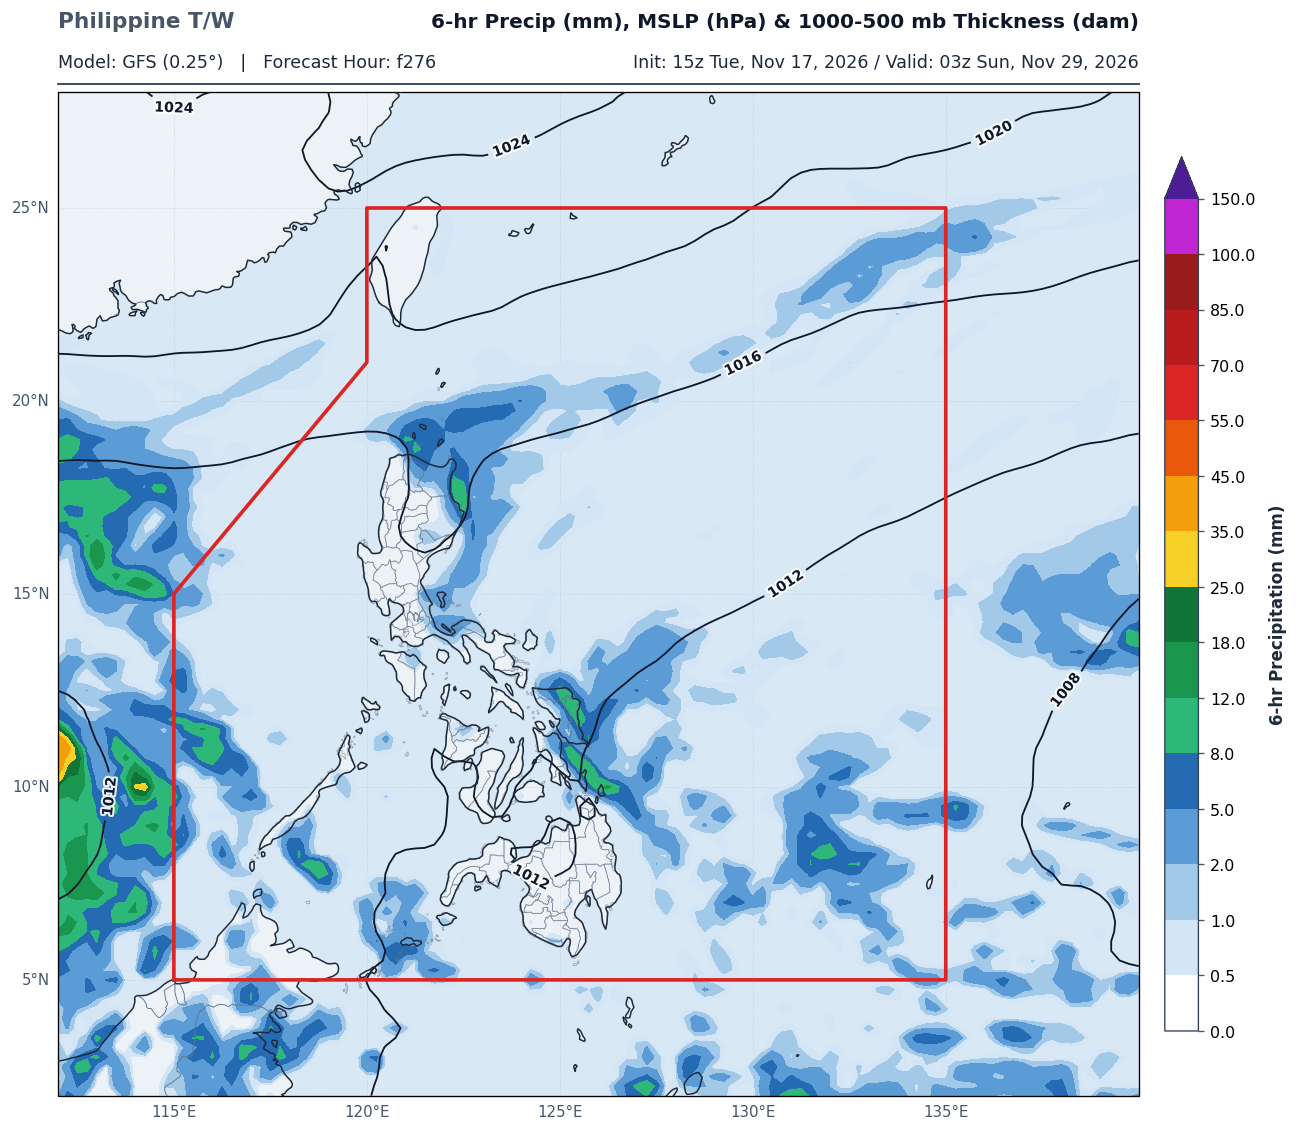 Philippine T/W
6-hr Precip (mm), MSLP (hPa) & 1000-500 mb Thickness (dam)
Model: GFS (0.25°) | Forecast Hour: f276
Init: 15z Tue, Nov 17, 2026 / Valid: 03z Sun, Nov 29, 2026
1024
1024
1020
1016
1012
1008
1012
1012
25°N
20°N
15°N
10°N
5°N
115°E
120°E
125°E
130°E
135°E
150.0
100.0
85.0
70.0
55.0
45.0
35.0
25.0
18.0
12.0
8.0
5.0
2.0
1.0
0.5
0.0
6-hr Precipitation (mm)